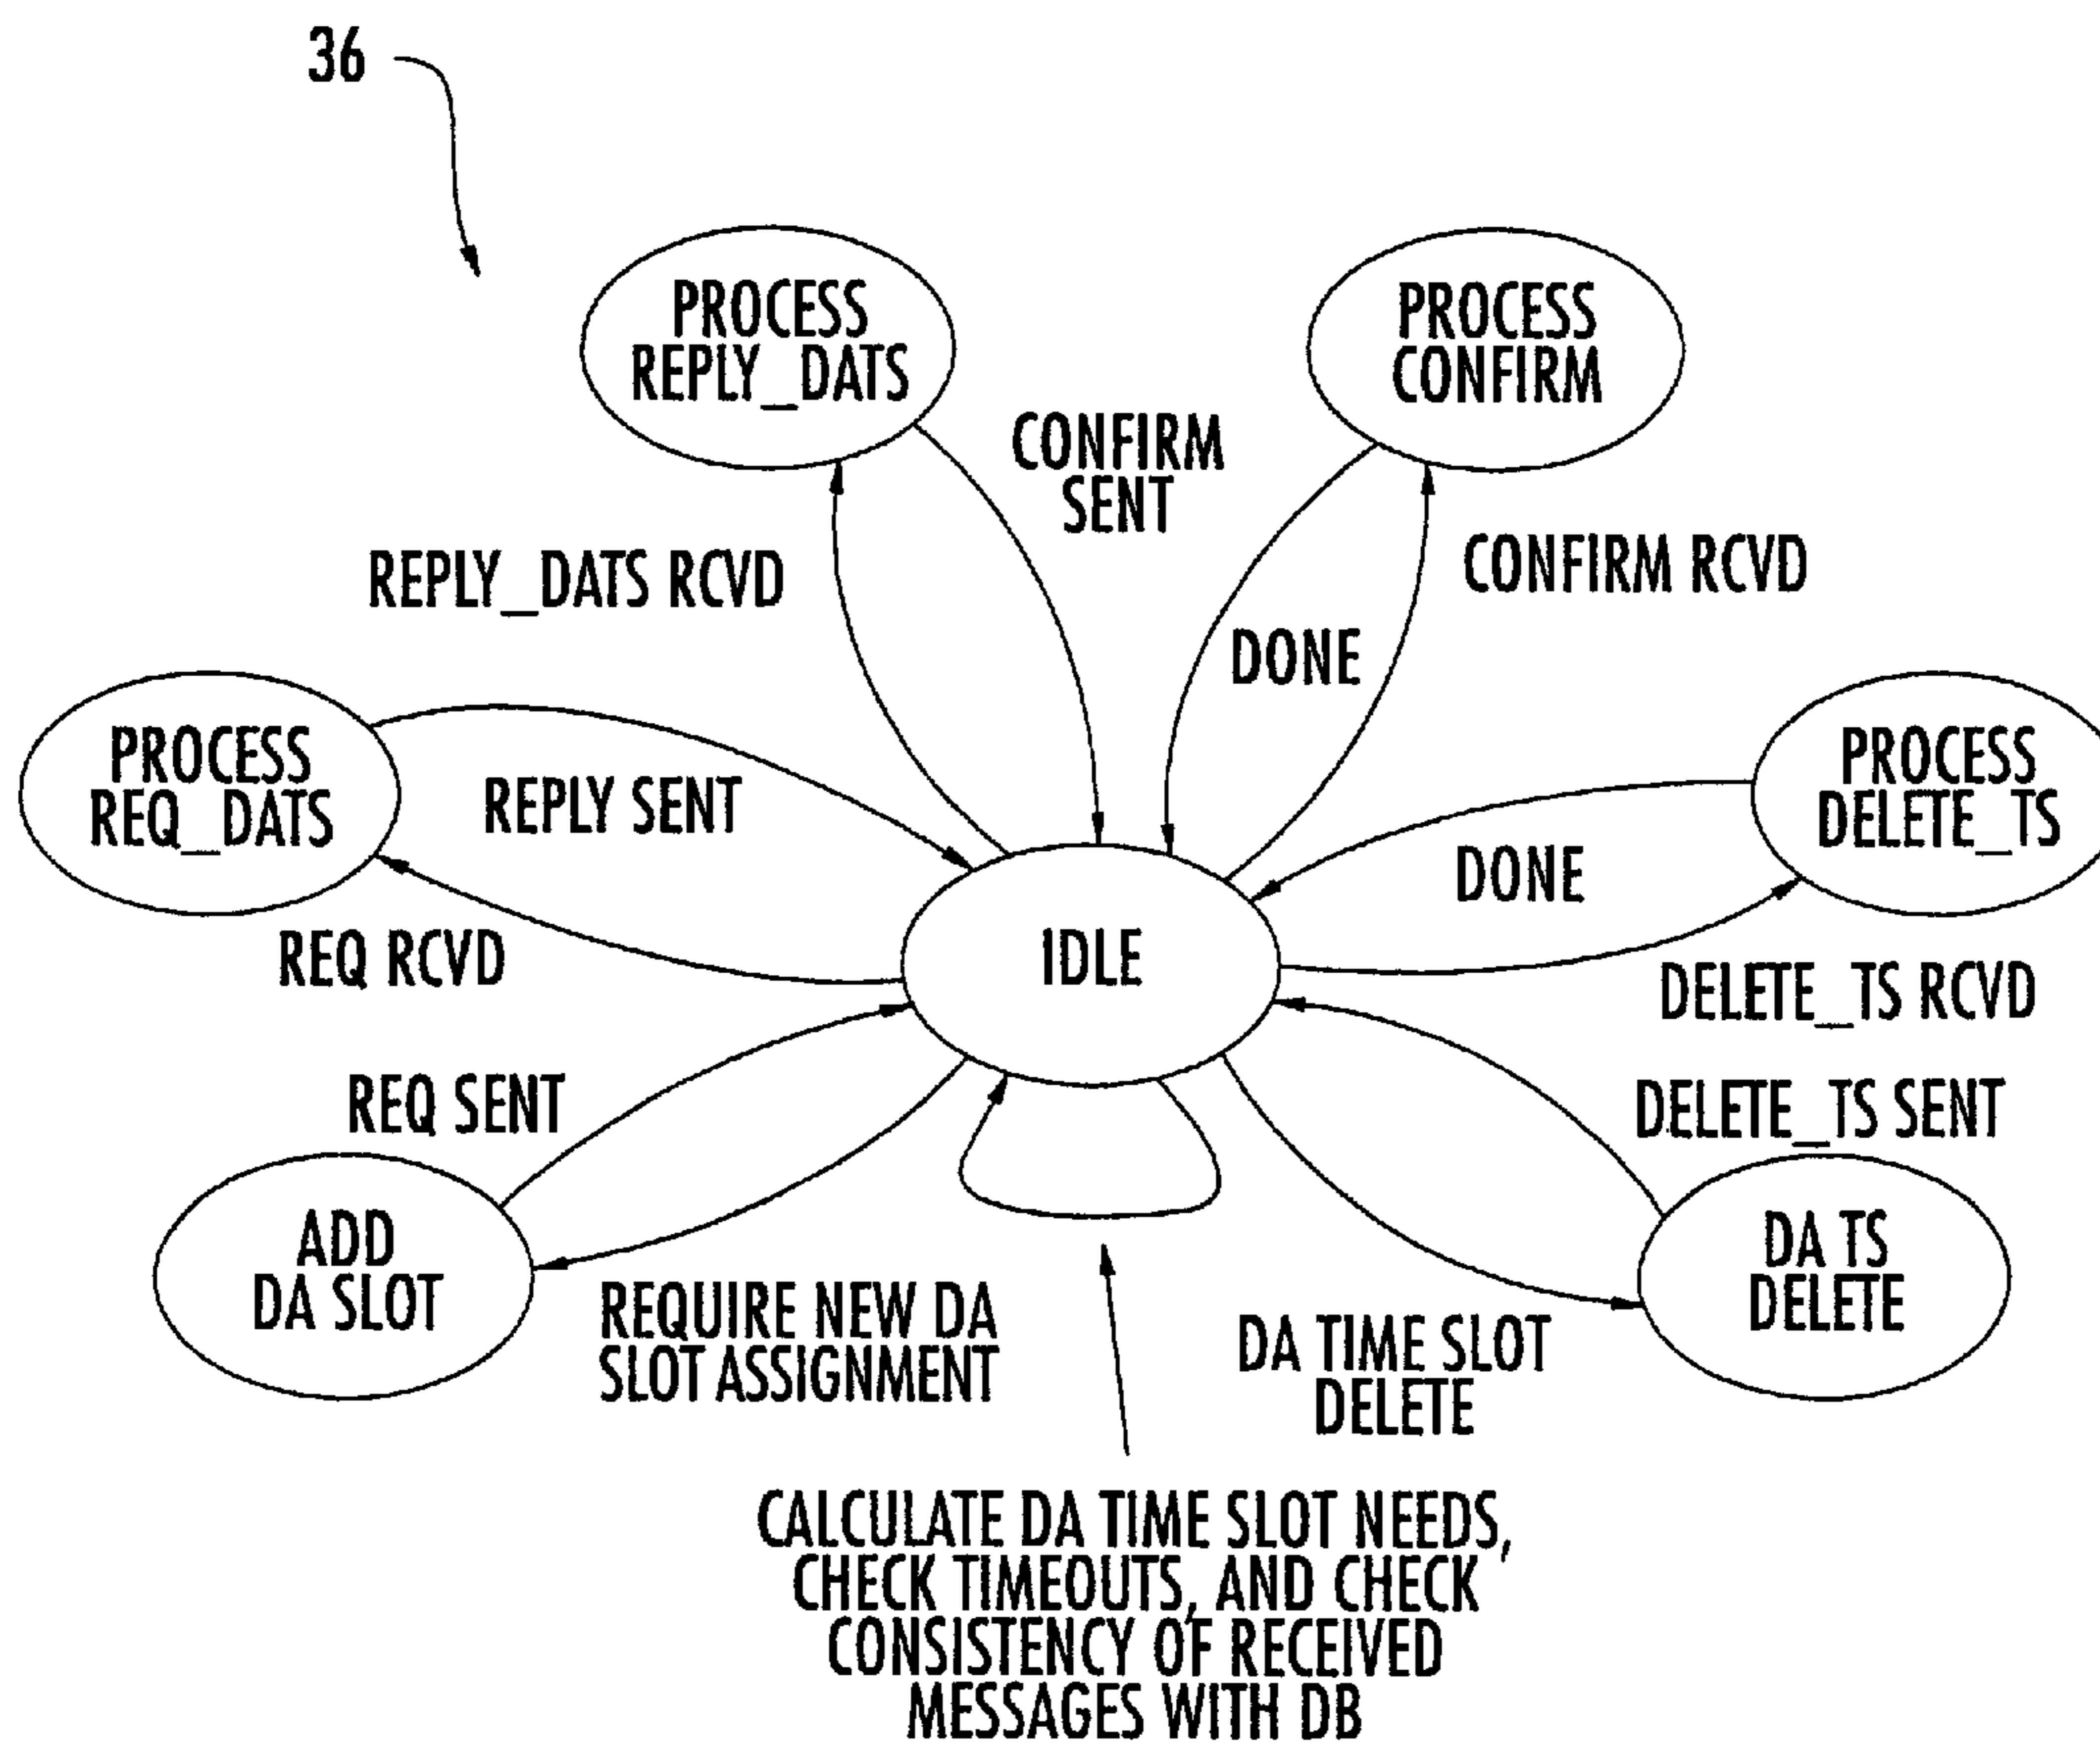 36
PROCESS
REPLY_DATS
PROCESS
CONFIRM
CONFIRM
SENT
REPLY_DATS RCVD
CONFIRM RCVD
DONE
PROCESS
REQ_DATS
REPLY SENT
PROCESS
DELETE_TS
DONE
REQ RCVD
IDLE
DELETE_TS RCVD
REQ SENT
DELETE_TS SENT
ADD
DA SLOT
DA TS
DELETE
REQUIRE NEW DA
SLOT ASSIGNMENT
DA TIME SLOT
DELETE
CALCULATE DA TIME SLOT NEEDS,
CHECK TIMEOUTS, AND CHECK
CONSISTENCY OF RECEIVED
MESSAGES WITH DB